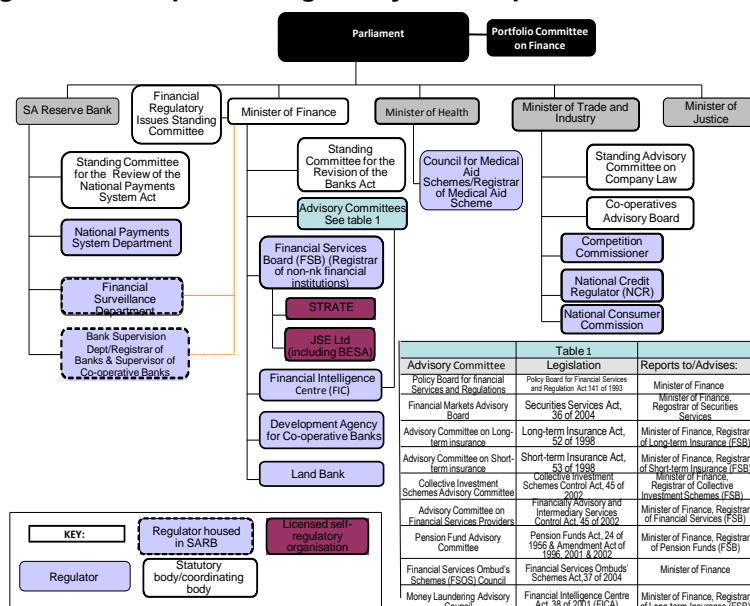 Parliament
Portfolio Committee
on Finance
SA Reserve Bank
Financial
Regulatory
Issues Standing
Committee
Minister of Finance
Minister of Health
Minister of Trade and
Industry
Minister of
Justice
Standing Committee
for the Review of the
National Payments
System Act
National Payments
System Department
Financial
Surveillance
Department
Bank Supervision
Dept/Registrar of
Banks & Supervisor of
Co-operative Banks
Standing
Committee for the
Revision of the
Banks Act
Advisory Committees
See table 1
Financial Services
Board (FSB) (Registrar
of non-nk financial
institutions)
STRATE
JSE Ltd
(including BESA)
Financial Intelligence
Centre (FIC)
Development Agency
for Co-operative Banks
Land Bank
Council for Medical
Aid
Schemes/Registrar
of Medical Aid
Scheme
Standing Advisory
Committee on
Company Law
Co-operatives
Advisory Board
Competition
Commissioner
National Credit
Regulator (NCR)
National Consumer
Commission
Table 1
Advisory Committee
Legislation
Reports to/Advises:
Policy Board for financial
Services and Regulations
Policy Board for Financial Services
and Regulation Act 141 of 1993
Minister of Finance
Financial Markets Advisory
Board
Securities Services Act,
36 of 2004
Minister of Finance,
Regostrar of Securities
Services
Advisory Committee on Long-
term insurance
Long-term Insurance Act,
52 of 1998
Minister of Finance, Registrar
of Long-term Insurance (FSB)
Advisory Committee on Short-
term insurance
Short-term Insurance Act,
53 of 1998
Minister of Finance, Registrar
of Short-term Insurance (FSB)
Collective Investment
Schemes Advisory Committee
Collective Investment
Schemes Control Act, 45 of
2002
Minister of Finance,
Registrar of Collective
Investment Schemes (FSB)
Advisory Committee on
Financial Services Providers
Financially Advisory and
Intermediary Services
Control Act, 45 of 2002
Minister of Finance, Registrar
of Financial Services (FSB)
Pension Fund Advisory
Committee
Pension Funds Act, 24 of
1956 & Amendment Act of
1996, 2001 & 2002
Minister of Finance, Registrar
of Pension Funds (FSB)
Financial Services Ombud's
Schemes (FSOS) Council
Financial Services Ombuds'
Schemes Act,37 of 2004
Minister of Finance
Money Laundering Advisory
Council
Financial Intelligence Centre
Act, 38 of 2001 (FICA)
Minister of Finance, Registrar
of Long-term Insurance (FSB)
KEY:
Regulator housed
in SARB
Licensed self-
regulatory
organisation
Regulator
Statutory
body/coordinating
body